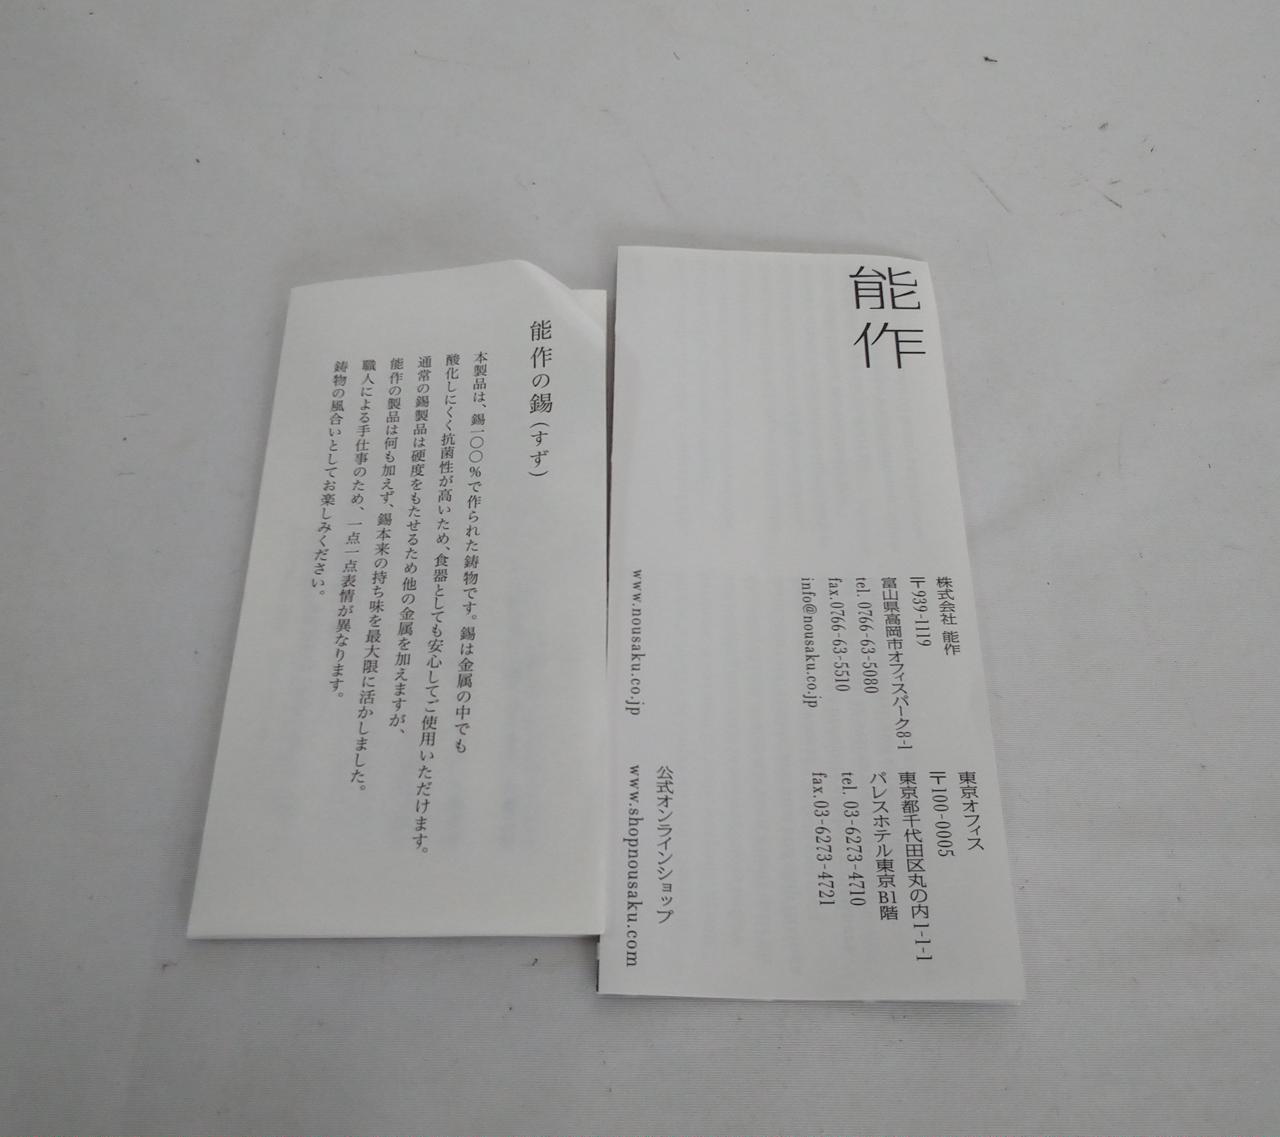 能作
株式会社 能作
〒939-1119
富山県高岡市オフィスパーク8-1
tel. 0766-63-5080
fax.0766-63-5510
info@nousaku.co.jp
東京オフィス
〒100-0005
東京都千代田区丸の内 1-1-1
パレスホテル東京B1階
tel. 03-6273-4710
fax.03-6273-4721
www.nousaku.co.jp
公式オンラインショップ
www.shopnousaku.com
能作の錫(すず)
本製品は、錫一〇〇%で作られた鋳物です。錫は金属の中でも
酸化しにくく抗菌性が高いため、食器としても安心してご使用いただけます。
通常の錫製品は硬度をもたせるため他の金属を加えますが、
能作の製品は何も加えず、錫本来の持ち味を最大限に活かしました。
職人による手仕事のため、一点一点表情が異なります。
鋳物の風合いとしてお楽しみください。